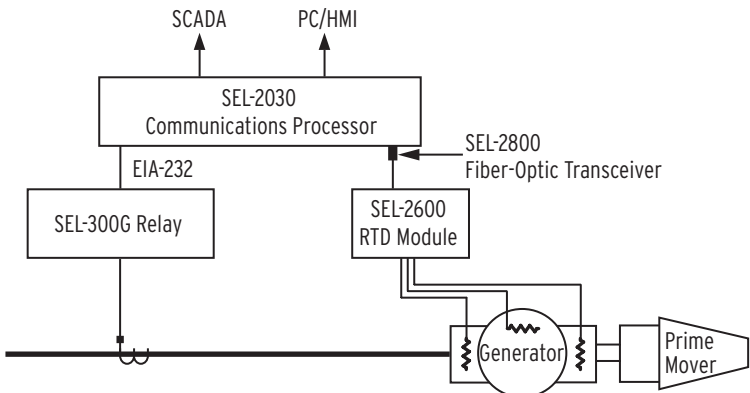 SCADA
PC/HMI
SEL-2030
Communications Processor
SEL-2800
Fiber-Optic Transceiver
EIA-232
SEL-300G Relay
SEL-2600
RTD Module
Generator
Prime
Mover